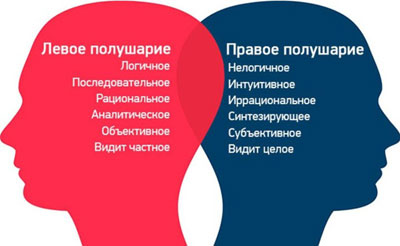 Левое полушарие
Логичное
Последовательное
Рациональное
Аналитическое
Объективное
Видит частное
Правое полушарие
Нелогичное
Интуитивное
Иррациональное
Синтезирующее
Субъективное
Видит целое